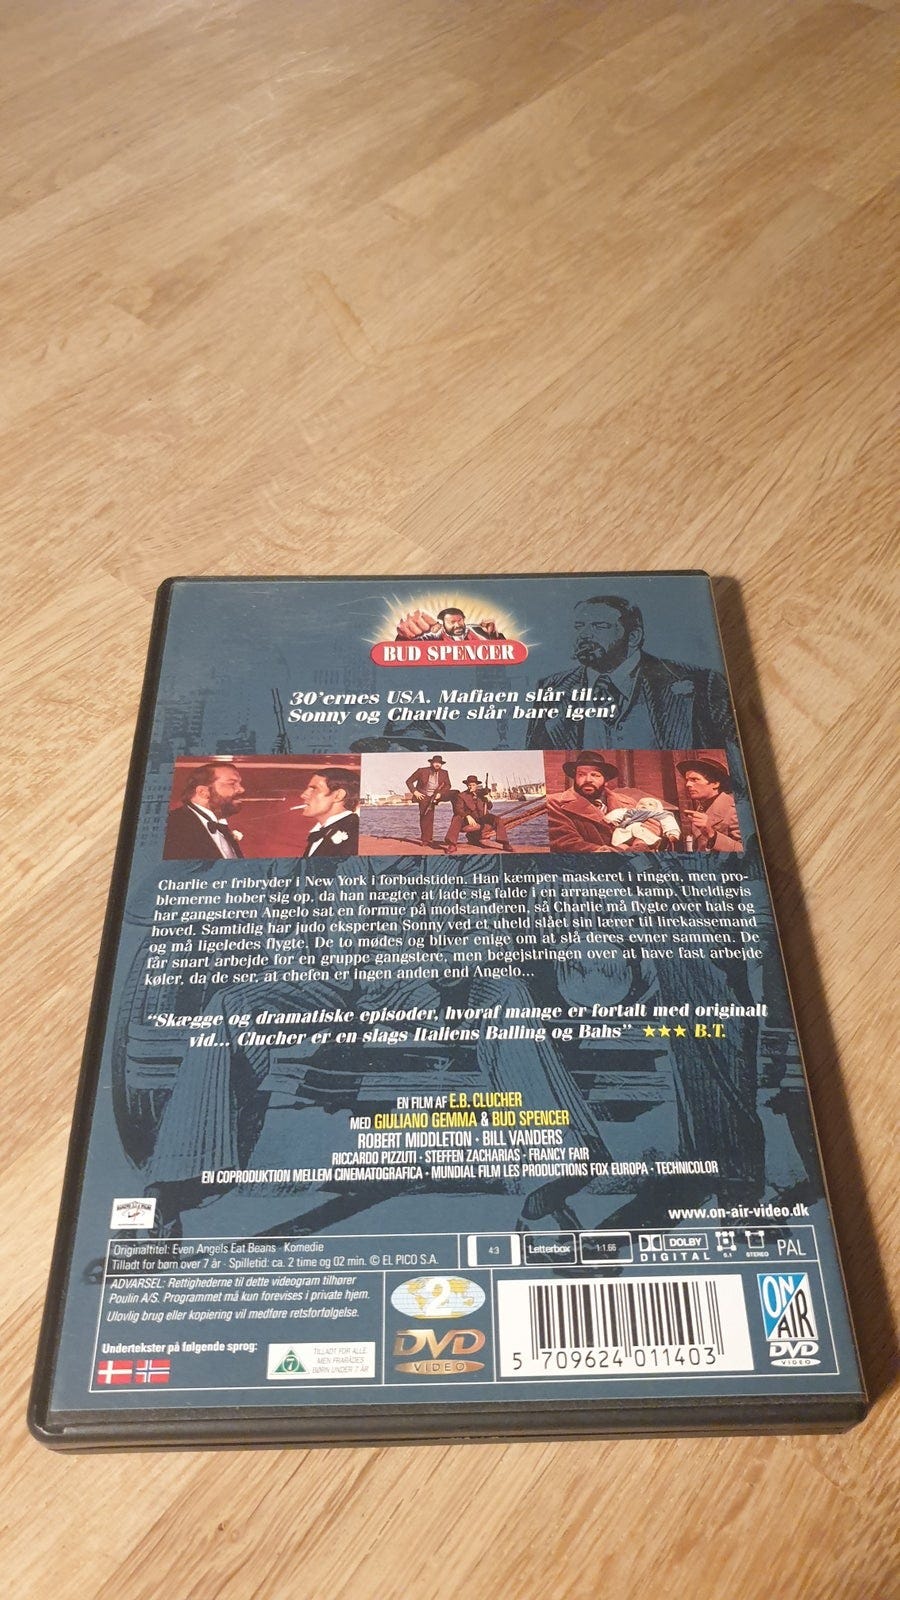 BUD SPENCER
30'ernes USA. Mafiaen slår til...
Sonny og Charlie slår bare igen!
Charlie er fribryder i New York i forbudstiden. Han kæmper maskeret i ringen, men pro-
blemerne hober sig op, da han nægter at lade sig falde i en arrangeret kamp. Uheldigvis
har gangsteren Angelo sat en formue på modstanderen, så Charlie må flygte over hals og
hoved. Samtidig har judo eksperten Sonny ved et uheld slået sin lærer til lirekassemand
og må ligeledes flygte. De to mødes og bliver enige om at slå deres evner sammen. De
får snart arbejde for en gruppe gangstere, men begejstringen over at have fast arbejde
køler, da de ser, at chefen er ingen anden end Angelo...
"Skægge og dramatiske episoder, hvoraf mange er fortalt med originalt
vid... Clucher er en slags Italiens Balling og Bahs" ★★★ B.T.
EN FILM AF E.B. CLUCHER
MED GIULIANO GEMMA & BUD SPENCER
ROBERT MIDDLETON · BILL VANDERS
RICCARDO PIZZUTI · STEFFEN ZACHARIAS · FRANCY FAIR
EN COPRODUKTION MELLEM CINEMATOGRAFICA · MUNDIAL FILM LES PRODUCTIONS FOX EUROPA · TECHNICOLOR
www.on-air-video.dk
Originaltitel: Even Angels Eat Beans · Komedie
Tilladt for børn over 7 år · Spilletid: ca. 2 time og 02 min. © EL PICO S.A.
4:3
Letterbox
1:1.66
DOLBY
DIGITAL
5.1
STEREO
PAL
ADVARSEL: Rettighederne til dette videogram tilhører
Poulin A/S. Programmet må kun forevises i private hjem.
Ulovlig brug eller kopiering vil medføre retsforfølgelse.
Undertekster på følgende sprog:
7
TILLADT FOR ALLE
MEN FRARÅDES
BØRN UNDER 7 ÅR
2
DVD
VIDEO
5 709624 011403
ON
AIR
DVD
VIDEO